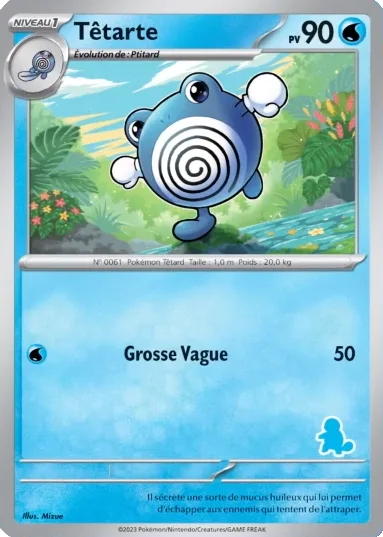 NIVEAU 1
Têtarte
PV 90
Évolution de : Ptitard
N° 0061 Pokémon Têtard Taille : 1,0 m Poids : 20,0 kg
Grosse Vague 50
Il sécrète une sorte de mucus huileux qui lui permet
d'échapper aux ennemis qui tentent de l'attraper.
Illus. Mizue
©2023 Pokémon/Nintendo/Creatures/GAME FREAK